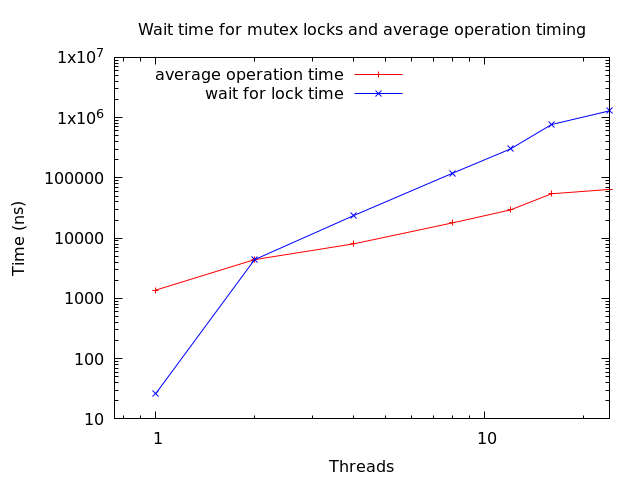 Wait time for mutex locks and average operation timing
1x10^7
1x10^6
100000
10000
1000
100
10
Time (ns)
average operation time
wait for lock time
1
10
Threads